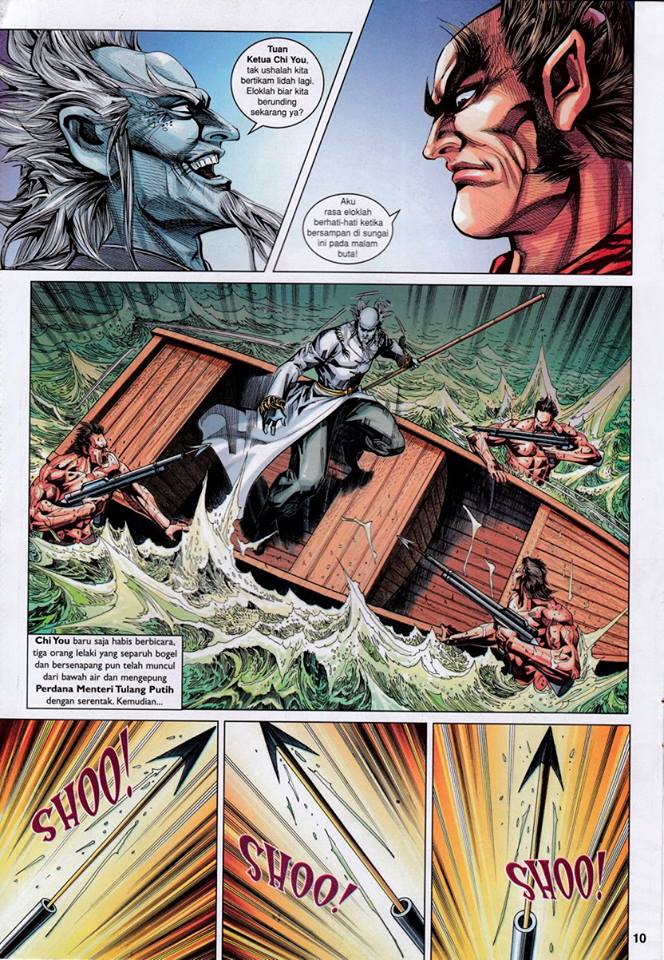 Tuan
Ketua Chi You,
tak ushalah kita
bertikam lidah lagi.
Eloklah biar kita
berunding
sekarang ya?
Aku
rasa eloklah
berhati-hati ketika
bersampan di sungai
ini pada malam
buta!
Chi You baru saja habis berbicara,
tiga orang lelaki yang separuh bogel
dan bersenapang pun telah muncul
dari bawah air dan mengepung
Perdana Menteri Tulang Putih
dengan serentak. Kemudian...
SHOO!
SHOO!
SHOO!
10